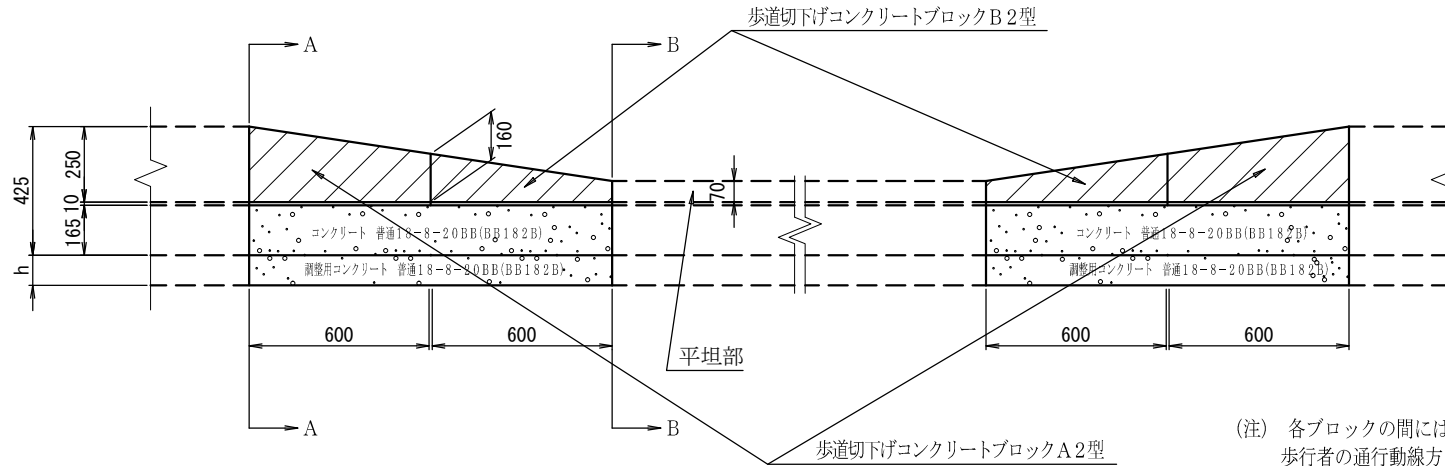 歩道切下げコンクリートブロックB2型
A
B
160
425
250
10
165
h
70
コンクリート 普通18-8-20BB(BB182B)
調整用コンクリート 普通18-8-20BB(BB182B)
コンクリート 普通18-8-20BB(BB182B)
調整用コンクリート 普通18-8-20BB(BB182B)
600
600
600
600
平坦部
A
B
歩道切下げコンクリートブロックA2型
(注) 各ブロックの間には
歩行者の通行動線方